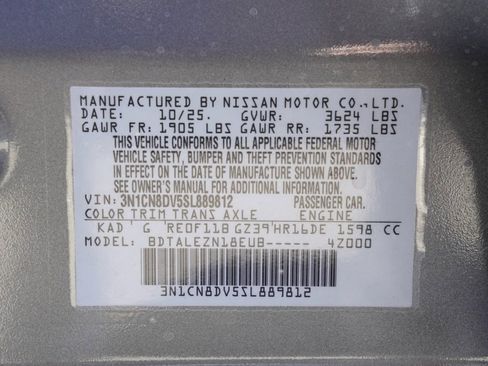 MANUFACTURED BY NISSAN MOTOR CO.,LTD.
DATE: 10/25. GVWR: 3624 LBS
GAWR FR: 1905 LBS GAWR RR: 1735 LBS
THIS VEHICLE CONFORMS TO ALL APPLICABLE FEDERAL MOTOR
VEHICLE SAFETY, BUMPER AND THEFT PREVENTION STANDARDS
IN EFFECT ON THE DATE OF MANUFACTURE SHOWN ABOVE.
SEE OWNER'S MANUAL FOR ADDITIONAL INFORMATION.
VIN: 3N1CN8DV5SL889812 PASSENGER CAR.
COLOR TRIM TRANS AXLE ENGINE
KAD ' G 'RE0F11B GZ39'HR16DE 1598 CC
MODEL: BDTALEZN18EUB----- 4Z000
3N1CN8DV5SL889812